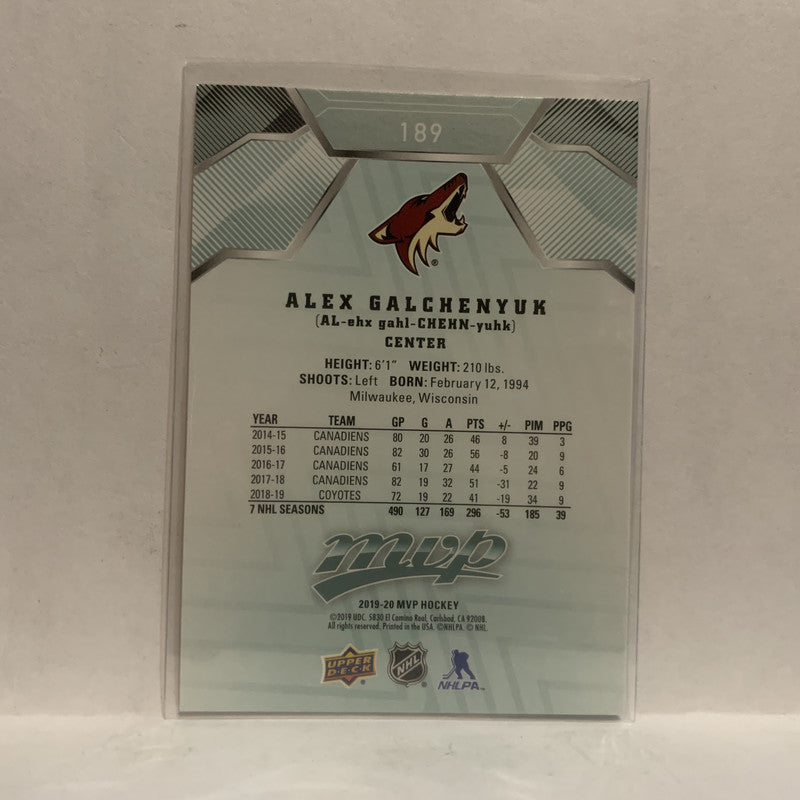 189
®
ALEX GALCHENYUK
(AL-ehx gahl-CHEHN-yuhk)
CENTER
HEIGHT: 6'1" WEIGHT: 210 lbs.
SHOOTS: Left BORN: February 12, 1994
Milwaukee, Wisconsin
YEAR TEAM GP G A PTS +/- PIM PPG
2014-15 CANADIENS 80 20 26 46 8 39 3
2015-16 CANADIENS 82 30 26 56 -8 20 9
2016-17 CANADIENS 61 17 27 44 -5 24 6
2017-18 CANADIENS 82 19 32 51 -31 22 9
2018-19 COYOTES 72 19 22 41 -19 34 9
7 NHL SEASONS 490 127 169 296 -53 185 39
mvp
2019-20 MVP HOCKEY
©2019 UDC. 5830 El Camino Real, Carlsbad, CA 92008.
All rights reserved. Printed in the USA. ©NHLPA. © NHL.
UPPER DECK® NHL® NHLPA™